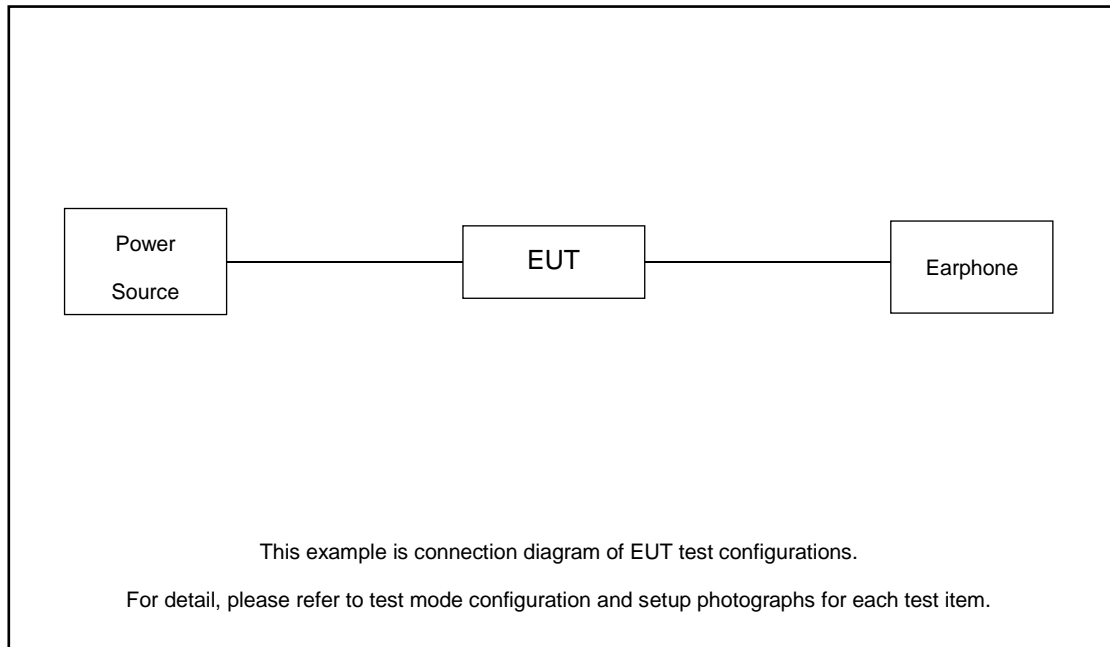 Power
Source
EUT
Earphone
This example is connection diagram of EUT test configurations.
For detail, please refer to test mode configuration and setup photographs for each test item.